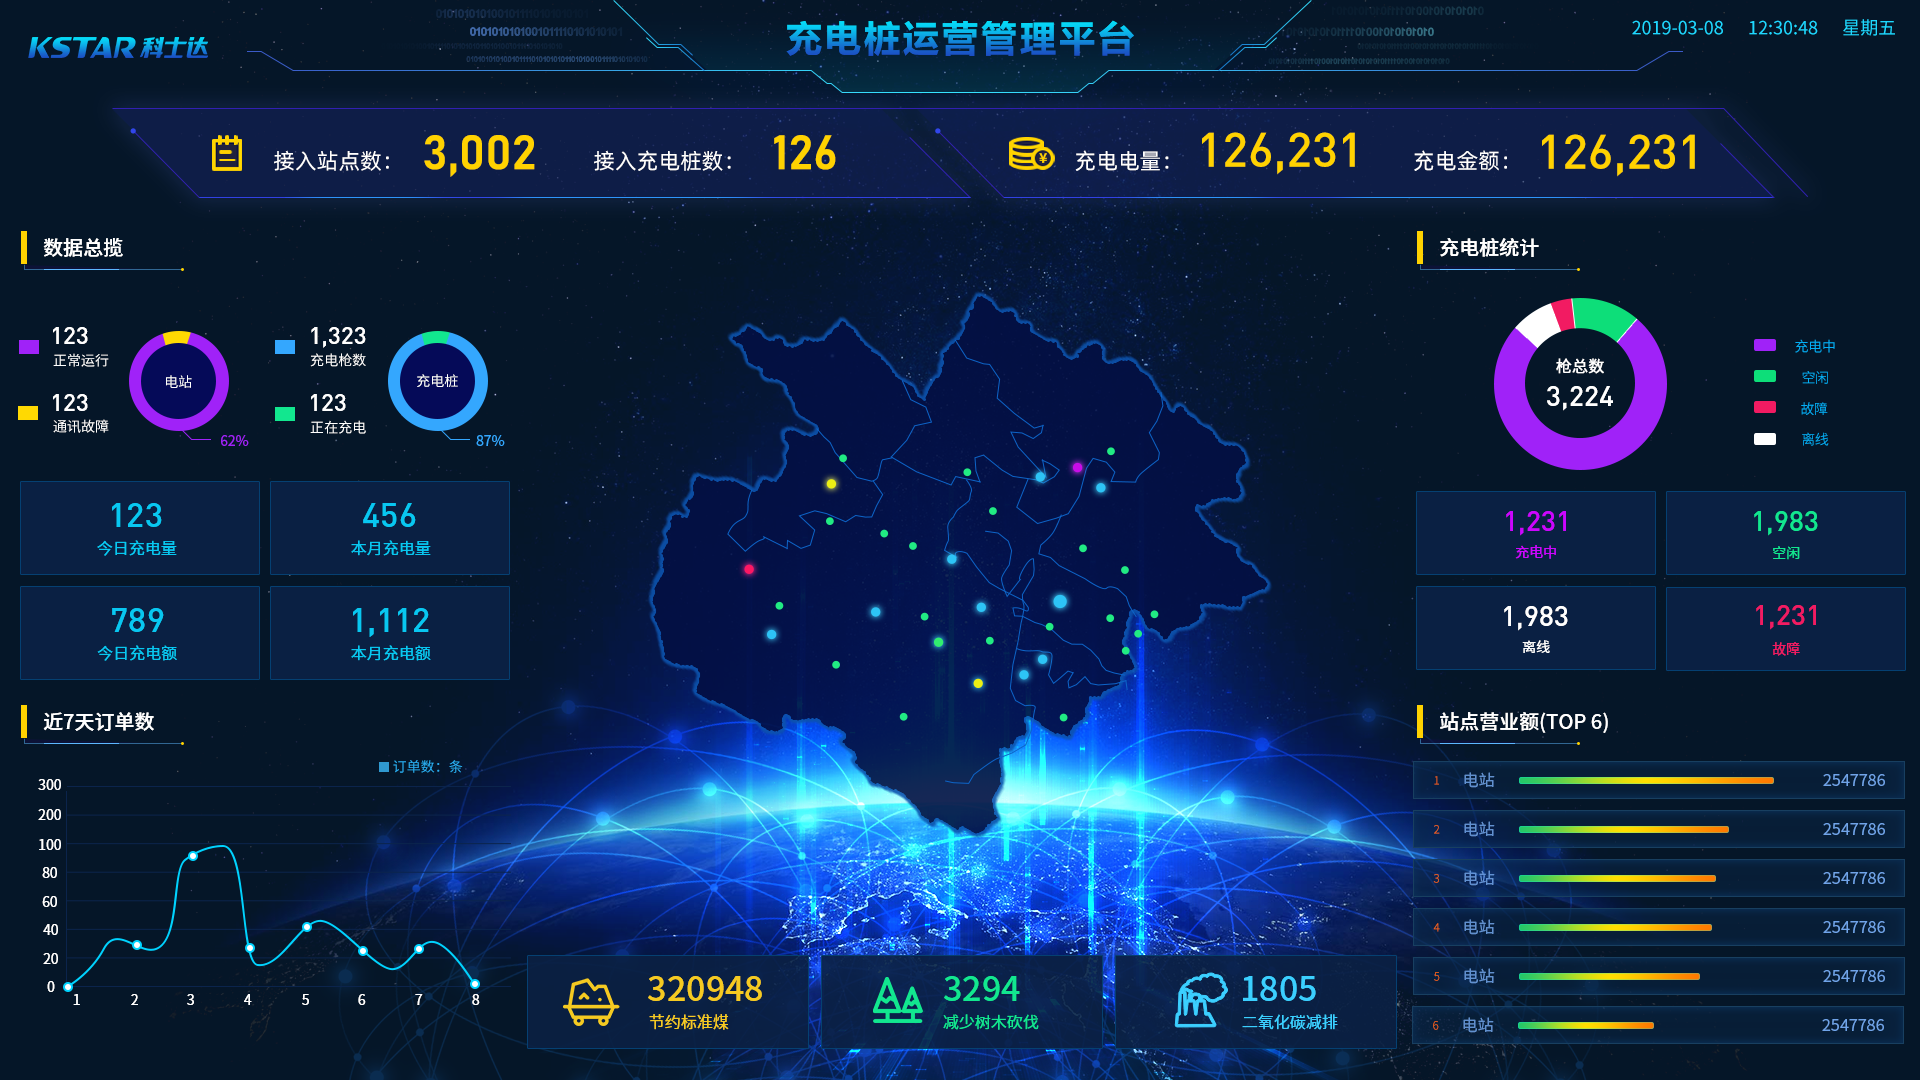 KSTAR 科士达
充电桩运营管理平台
2019-03-08 12:30:48 星期五
接入站点数： 3,002
接入充电桩数： 126
充电电量： 126,231
充电金额： 126,231
数据总揽
123
正常运行
123
通讯故障
电站
62%
1,323
充电枪数
123
正在充电
充电桩
87%
123
今日充电量
456
本月充电量
789
今日充电额
1,112
本月充电额
近7天订单数
订单数：条
300
200
100
80
60
40
20
0
1 2 3 4 5 6 7 8
320948
节约标准煤
3294
减少树木砍伐
1805
二氧化碳减排
充电桩统计
枪总数
3,224
充电中
空闲
故障
离线
1,231
充电中
1,983
空闲
1,983
离线
1,231
故障
站点营业额(TOP 6)
1 电站 2547786
2 电站 2547786
3 电站 2547786
4 电站 2547786
5 电站 2547786
6 电站 2547786